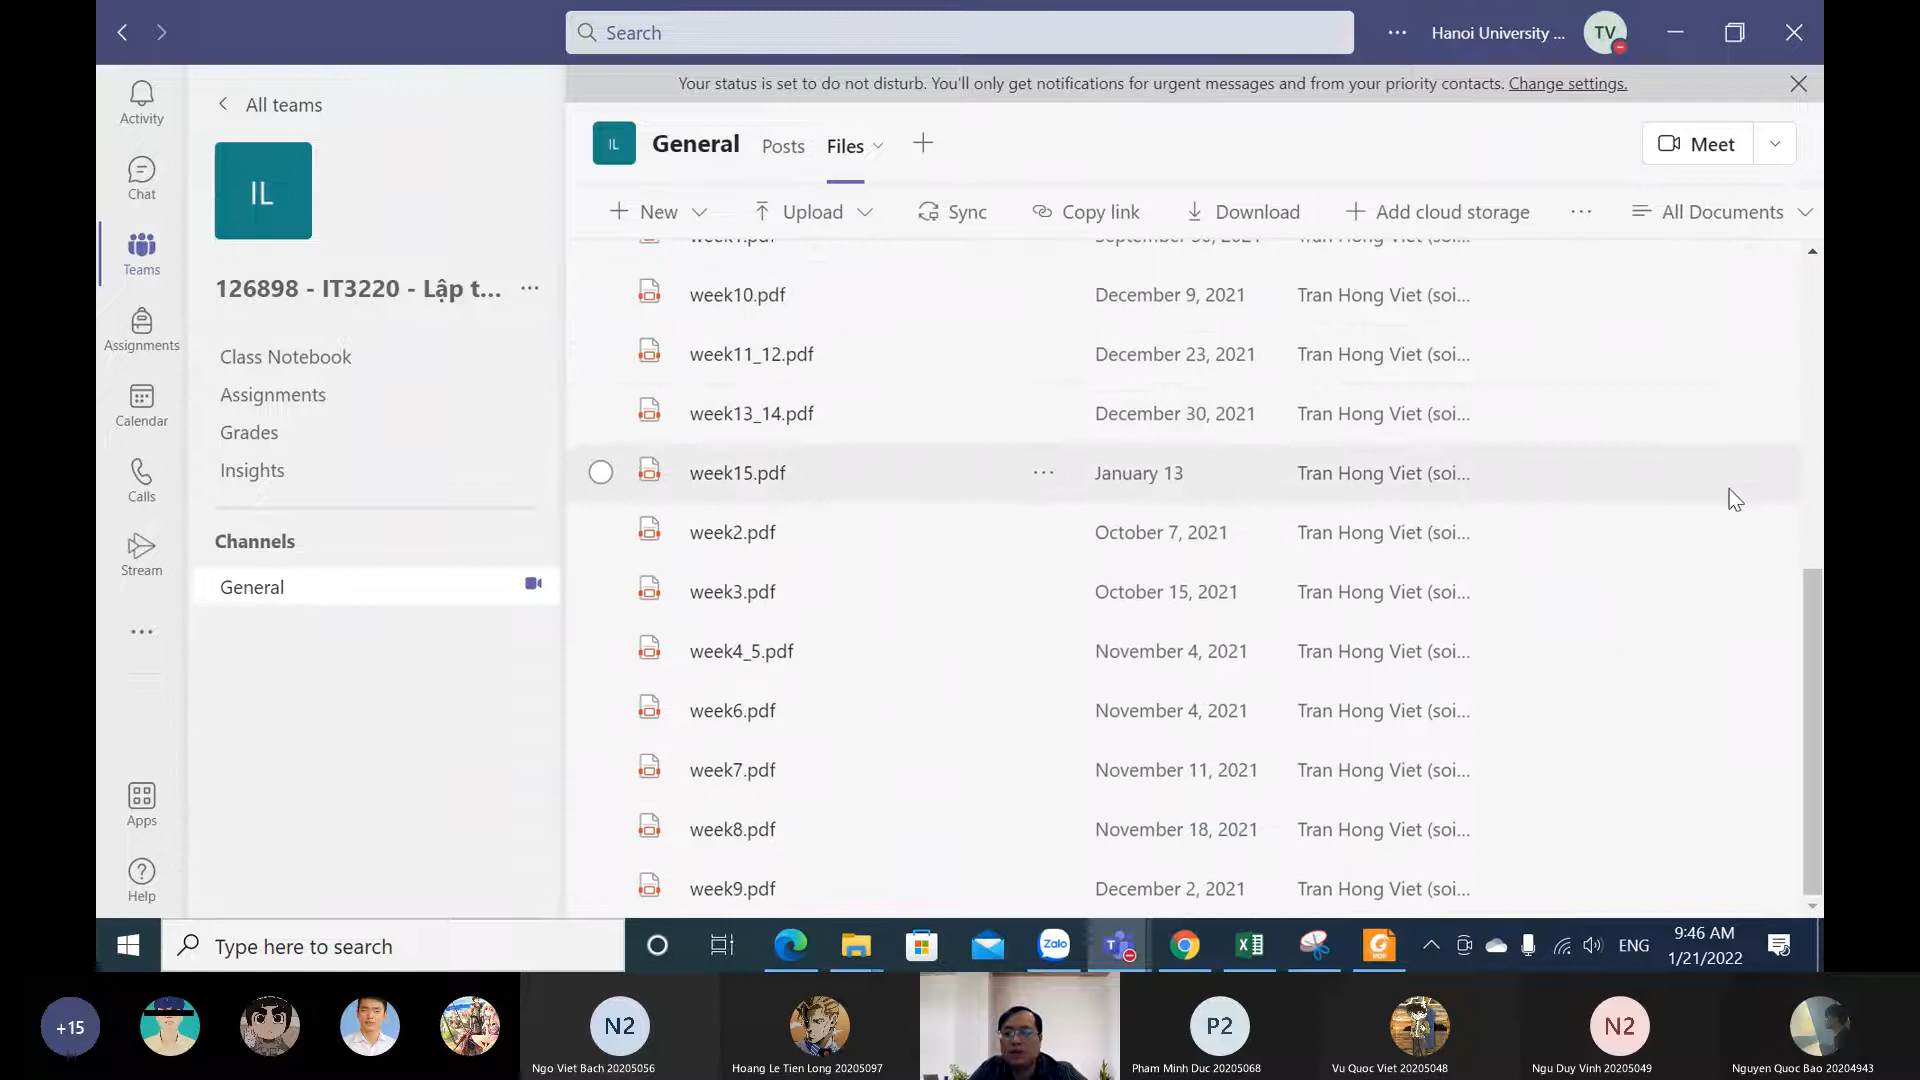 Search
Hanoi University ...
TV
Your status is set to do not disturb. You'll only get notifications for urgent messages and from your priority contacts. Change settings.
Activity
Chat
Teams
Assignments
Calendar
Calls
Stream
Apps
Help
All teams
IL
126898 - IT3220 - Lập t...
Class Notebook
Assignments
Grades
Insights
Channels
General
IL
General
Posts
Files
Meet
New
Upload
Sync
Copy link
Download
Add cloud storage
All Documents
week10.pdf December 9, 2021 Tran Hong Viet (soi...
week11_12.pdf December 23, 2021 Tran Hong Viet (soi...
week13_14.pdf December 30, 2021 Tran Hong Viet (soi...
week15.pdf January 13 Tran Hong Viet (soi...
week2.pdf October 7, 2021 Tran Hong Viet (soi...
week3.pdf October 15, 2021 Tran Hong Viet (soi...
week4_5.pdf November 4, 2021 Tran Hong Viet (soi...
week6.pdf November 4, 2021 Tran Hong Viet (soi...
week7.pdf November 11, 2021 Tran Hong Viet (soi...
week8.pdf November 18, 2021 Tran Hong Viet (soi...
week9.pdf December 2, 2021 Tran Hong Viet (soi...
Type here to search
Zalo
PDF
ENG
9:46 AM
1/21/2022
+15
N2
Ngo Viet Bach 20205056
Hoang Le Tien Long 20205097
P2
Pham Minh Duc 20205068
Vu Quoc Viet 20205048
N2
Ngu Duy Vinh 20205049
Nguyen Quoc Bao 20204943